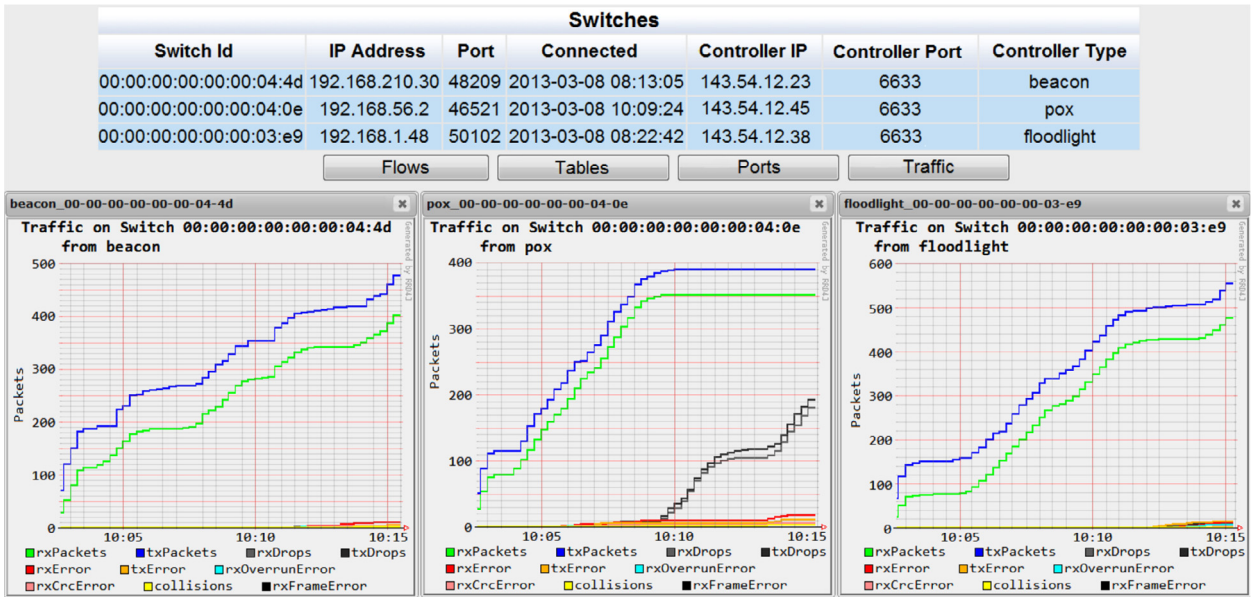 Switches
Switch Id IP Address Port Connected Controller IP Controller Port Controller Type
00:00:00:00:00:00:04:4d 192.168.210.30 48209 2013-03-08 08:13:05 143.54.12.23 6633 beacon
00:00:00:00:00:00:04:0e 192.168.56.2 46521 2013-03-08 10:09:24 143.54.12.45 6633 pox
00:00:00:00:00:00:03:e9 192.168.1.48 50102 2013-03-08 08:22:42 143.54.12.38 6633 floodlight
Flows Tables Ports Traffic
beacon_00-00-00-00-00-00-04-4d
Traffic on Switch 00:00:00:00:00:00:04:4d
from beacon
Generated by RRD4J
Packets
500
400
300
200
100
0
10:05 10:10 10:15
rxPackets txPackets rxDrops txDrops
rxError txError rxOverrunError
rxCrcError collisions rxFrameError
pox_00-00-00-00-00-00-04-0e
Traffic on Switch 00:00:00:00:00:00:04:0e
from pox
Generated by RRD4J
Packets
400
300
200
100
0
10:05 10:10 10:15
rxPackets txPackets rxDrops txDrops
rxError txError rxOverrunError
rxCrcError collisions rxFrameError
floodlight_00-00-00-00-00-00-03-e9
Traffic on Switch 00:00:00:00:00:00:03:e9
from floodlight
Generated by RRD4J
Packets
600
500
400
300
200
100
0
10:05 10:10 10:15
rxPackets txPackets rxDrops txDrops
rxError txError rxOverrunError
rxCrcError collisions rxFrameError